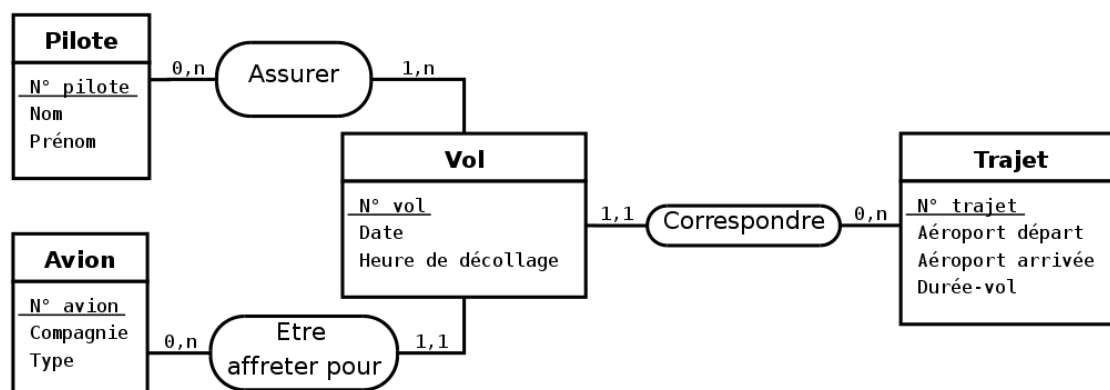 Pilote
N° pilote
Nom
Prénom
0,n
Assurer
1,n
Vol
N° vol
Date
Heure de décollage
1,1
Correspondre
0,n
Trajet
N° trajet
Aéroport départ
Aéroport arrivée
Durée-vol
Avion
N° avion
Compagnie
Type
0,n
Etre
affreter pour
1,1